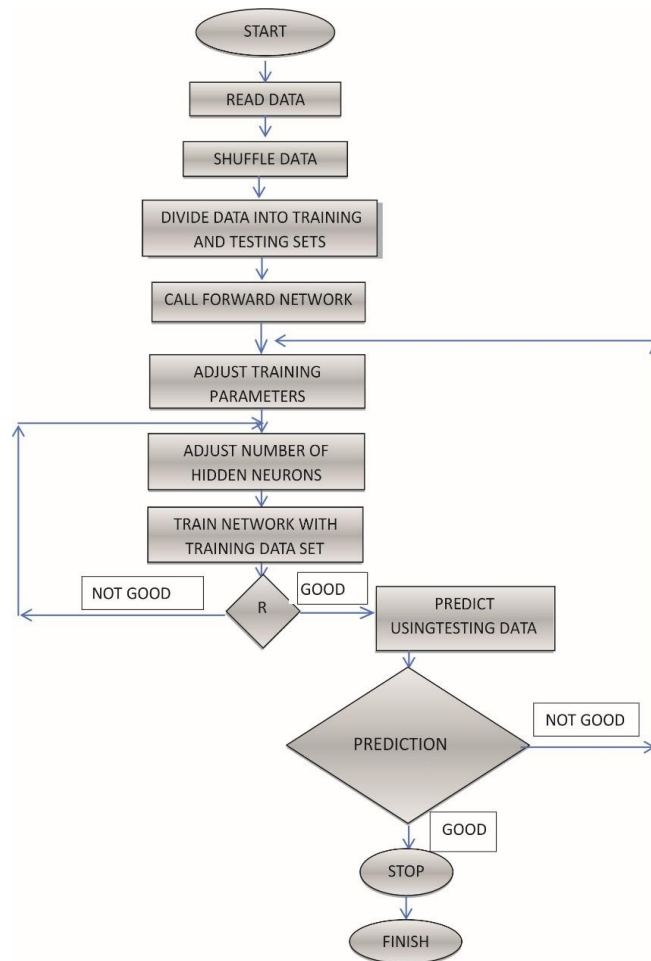 START
READ DATA
SHUFFLE DATA
DIVIDE DATA INTO TRAINING
AND TESTING SETS
CALL FORWARD NETWORK
ADJUST TRAINING
PARAMETERS
ADJUST NUMBER OF
HIDDEN NEURONS
TRAIN NETWORK WITH
TRAINING DATA SET
NOT GOOD
R
GOOD
PREDICT
USINGTESTING DATA
PREDICTION
NOT GOOD
GOOD
STOP
FINISH